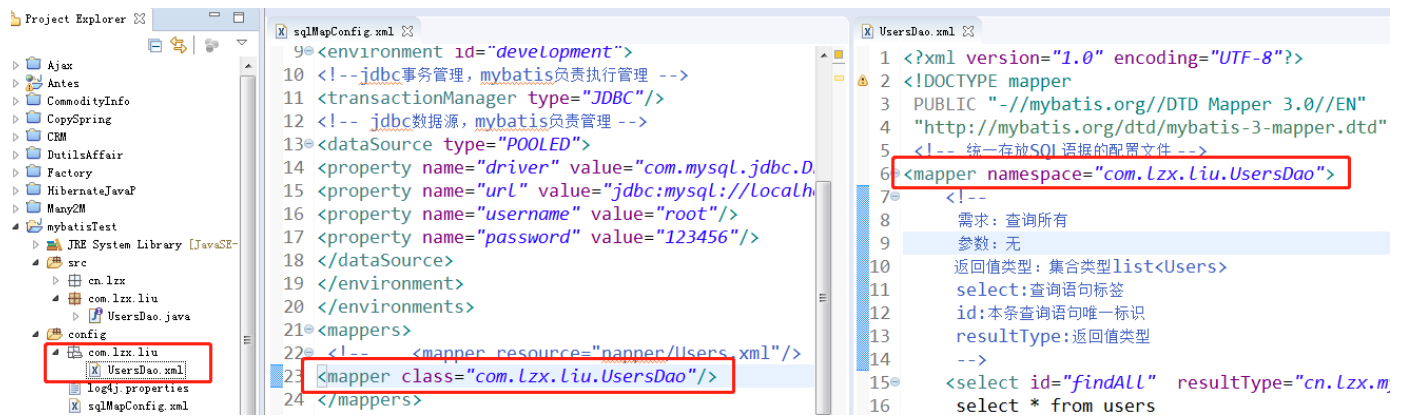 Project Explorer
Ajax
Antes
CommodityInfo
CopySpring
CRM
DutilsAffair
Factory
HibernateJavaP
Many2M
mybatisTest
JRE System Library [JavaSE-
src
cn.lzx
com.lzx.liu
UsersDao.java
config
com.lzx.liu
UsersDao.xml
log4j.properties
sqlMapConfig.xml
sqlMapConfig.xml
9 <environment id="development">
10 <!--jdbc事务管理，mybatis负责执行管理 -->
11 <transactionManager type="JDBC"/>
12 <!-- jdbc数据源，mybatis负责管理 -->
13 <dataSource type="POOLED">
14 <property name="driver" value="com.mysql.jdbc.D
15 <property name="url" value="jdbc:mysql://localh
16 <property name="username" value="root"/>
17 <property name="password" value="123456"/>
18 </dataSource>
19 </environment>
20 </environments>
21 <mappers>
22 <!-- <mapper resource="napper/Users.xml"/>
23 <mapper class="com.lzx.liu.UsersDao"/>
24 </mappers>
UsersDao.xml
1 <?xml version="1.0" encoding="UTF-8"?>
2 <!DOCTYPE mapper
3 PUBLIC "-//mybatis.org//DTD Mapper 3.0//EN"
4 "http://mybatis.org/dtd/mybatis-3-mapper.dtd"
5 <!-- 统一存放SQL语据的配置文件 -->
6 <mapper namespace="com.lzx.liu.UsersDao">
7 <!--
8 需求：查询所有
9 参数：无
10 返回值类型：集合类型list<Users>
11 select:查询语句标签
12 id:本条查询语句唯一标识
13 resultType:返回值类型
14 -->
15 <select id="findAll" resultType="cn.lzx.my
16 select * from users